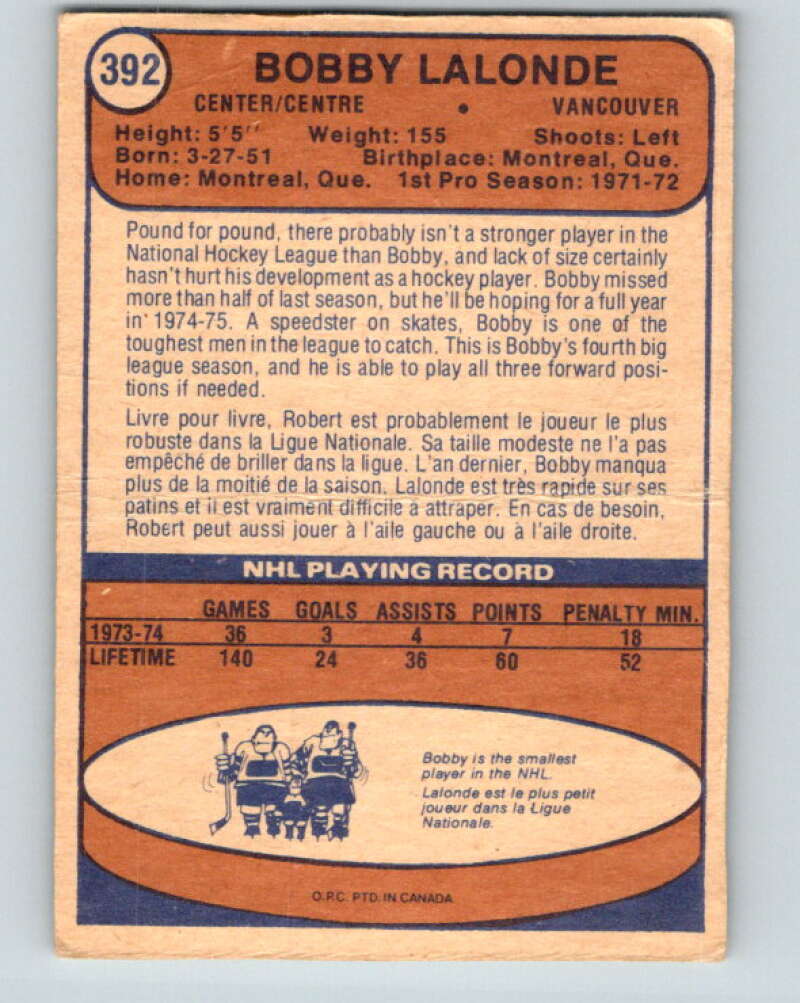 392
BOBBY LALONDE
CENTER/CENTRE • VANCOUVER
Height: 5'5" Weight: 155 Shoots: Left
Born: 3-27-51 Birthplace: Montreal, Que.
Home: Montreal, Que. 1st Pro Season: 1971-72
Pound for pound, there probably isn't a stronger player in the
National Hockey League than Bobby, and lack of size certainly
hasn't hurt his development as a hockey player. Bobby missed
more than half of last season, but he'll be hoping for a full year
in 1974-75. A speedster on skates, Bobby is one of the
toughest men in the league to catch. This is Bobby's fourth big
league season, and he is able to play all three forward posi-
tions if needed.
Livre pour livre, Robert est probablement le joueur le plus
robuste dans la Ligue Nationale. Sa taille modeste ne l'a pas
empêché de briller dans la ligue. L'an dernier, Bobby manqua
plus de la moitié de la saison. Lalonde est très rapide sur ses
patins et il est vraiment difficile à attraper. En cas de besoin,
Robert peut aussi jouer à l'aile gauche ou à l'aile droite.
NHL PLAYING RECORD
GAMES GOALS ASSISTS POINTS PENALTY MIN.
1973-74 36 3 4 7 18
LIFETIME 140 24 36 60 52
Bobby is the smallest
player in the NHL.
Lalonde est le plus petit
joueur dans la Ligue
Nationale.
O.P.C. PTD. IN CANADA